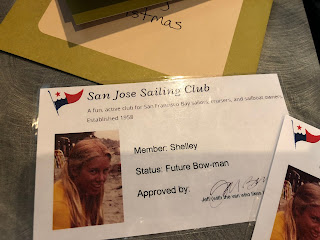 stmas
San Jose Sailing Club
A fun, active club for San Francisco Bay sailors, cruisers, and sailboat owners
Established 1958
Member: Shelley
Status: Future Bow-man
Approved by: